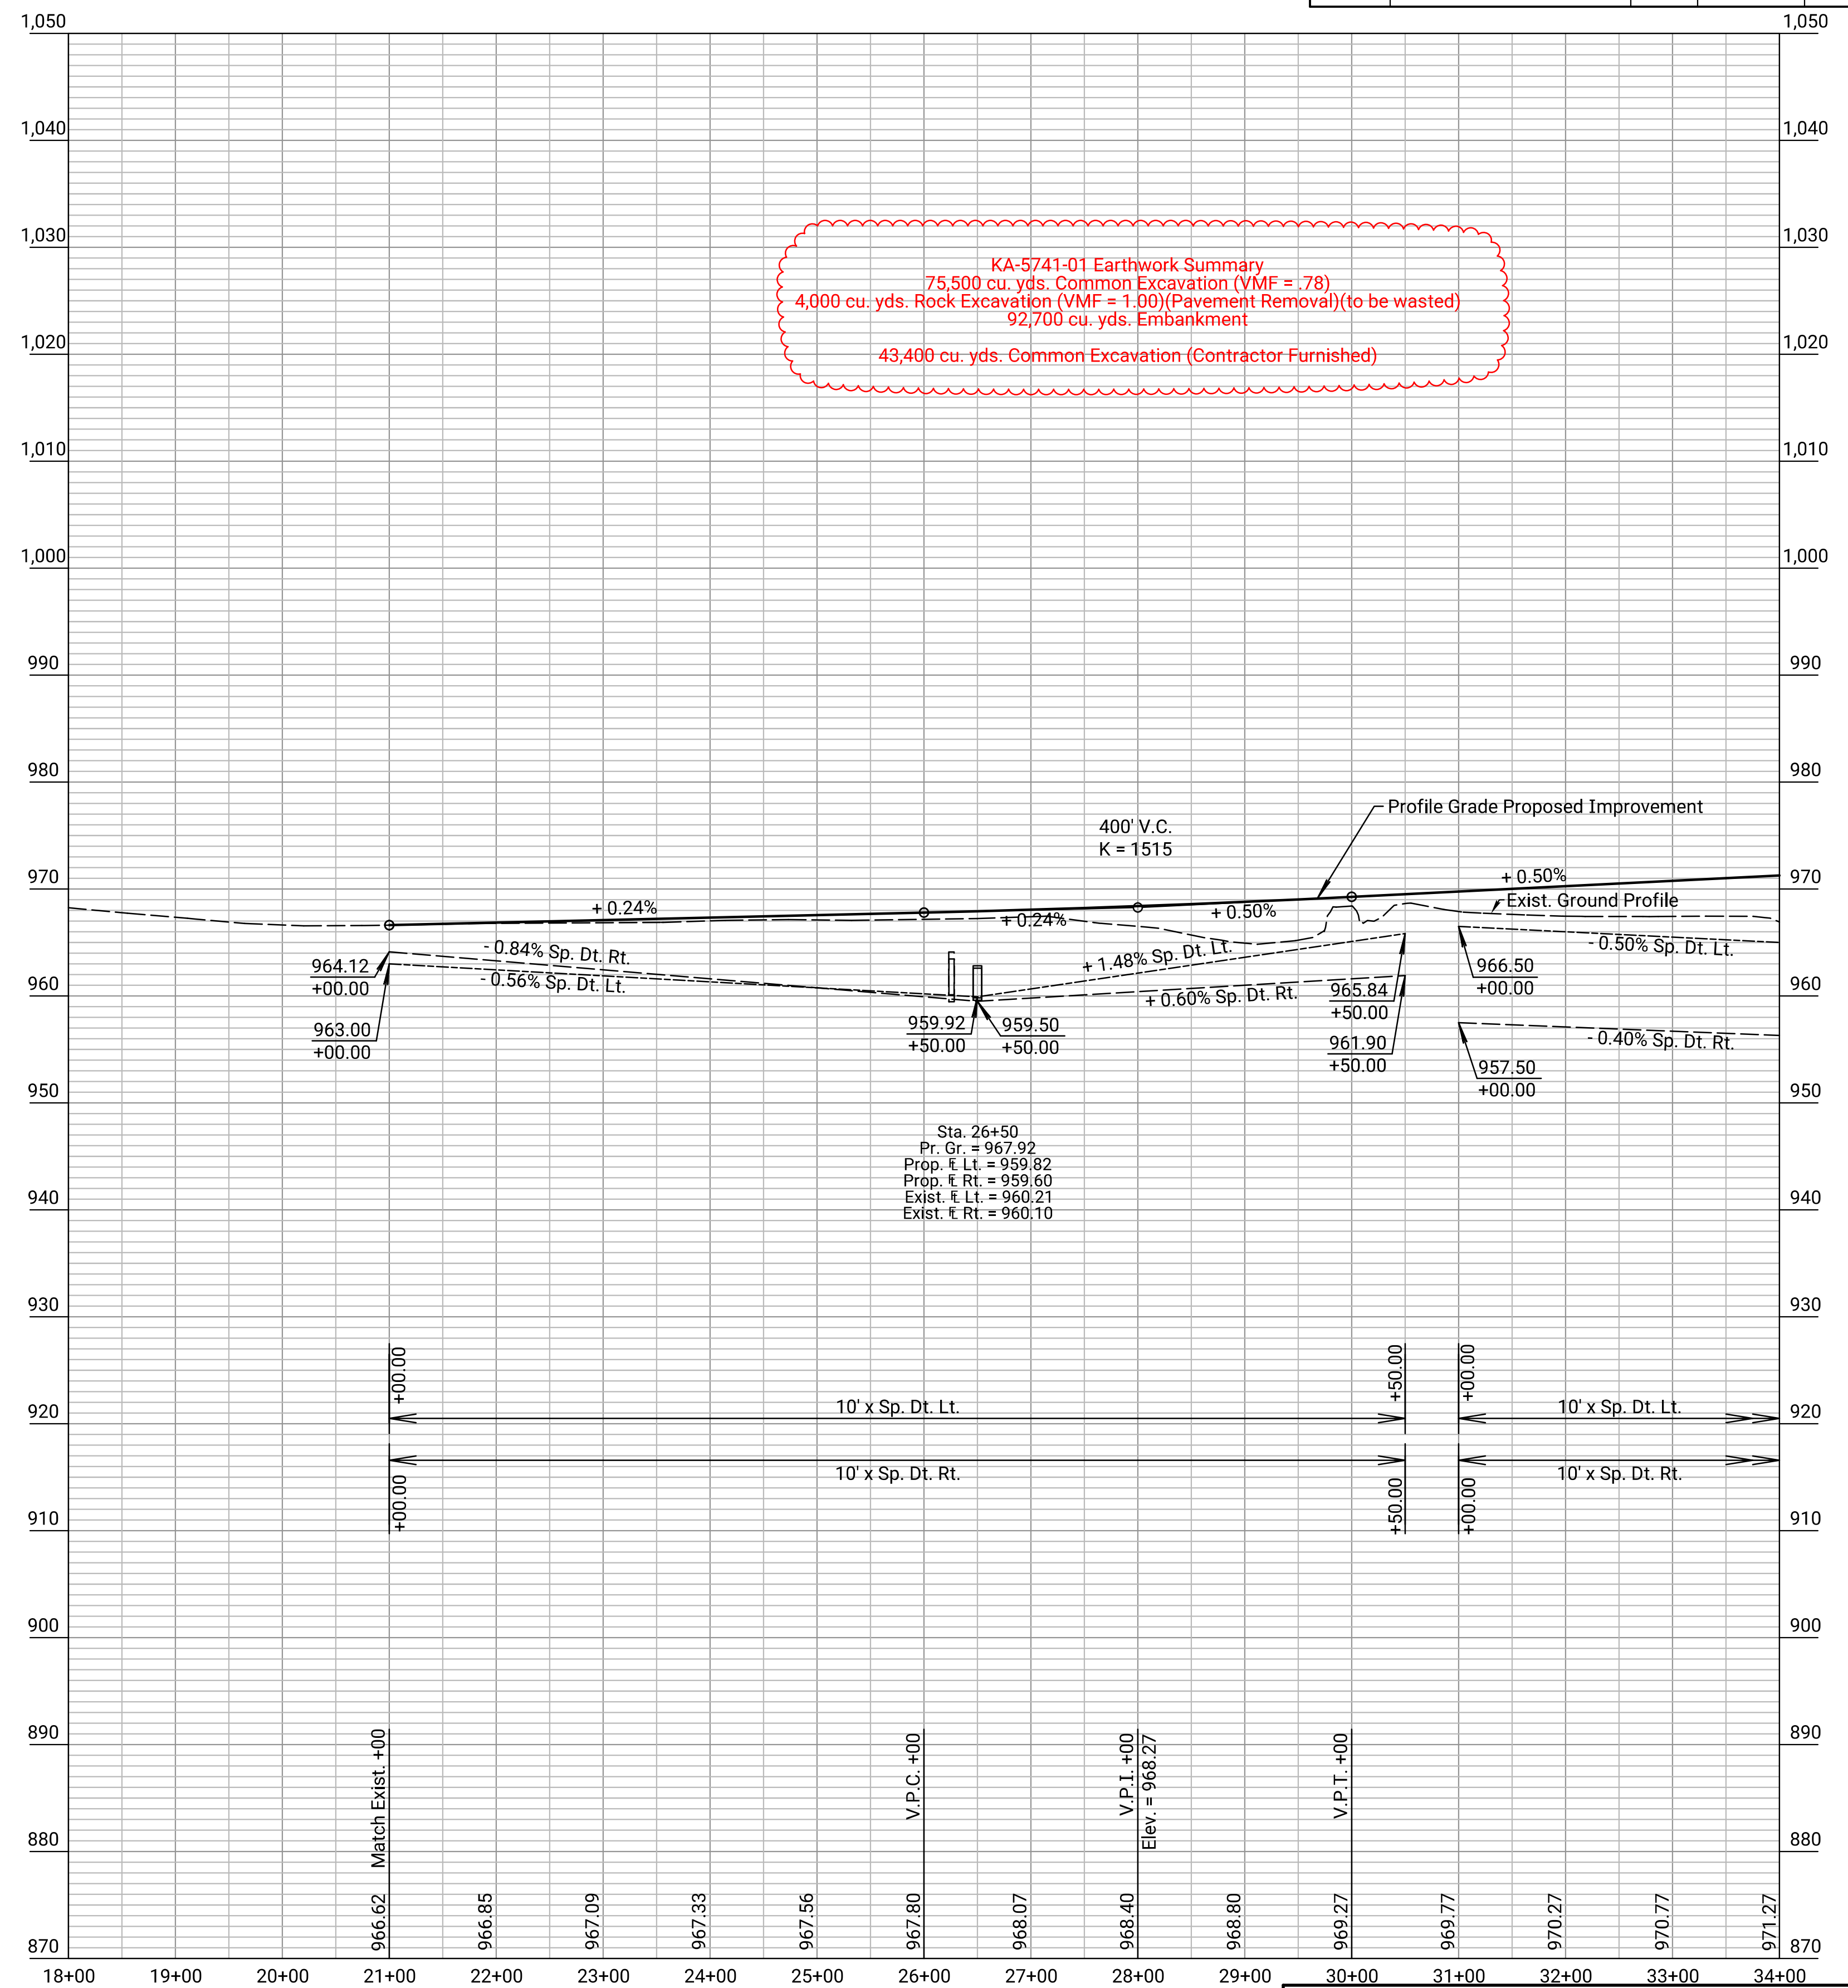 1,050 1,050
1,040 1,040
1,030 1,030
KA-5741-01 Earthwork Summary
75,500 cu. yds. Common Excavation (VMF = .78)
4,000 cu. yds. Rock Excavation (VMF = 1.00)(Pavement Removal)(to be wasted)
92,700 cu. yds. Embankment
43,400 cu. yds. Common Excavation (Contractor Furnished)
1,020 1,020
1,010 1,010
1,000 1,000
990 990
980 980
Profile Grade Proposed Improvement
400' V.C.
K = 1515
970 970
+ 0.50%
Exist. Ground Profile
+ 0.24%
+ 0.24%
+ 0.50%
- 0.84% Sp. Dt. Rt.
- 0.56% Sp. Dt. Lt.
+ 1.48% Sp. Dt. Lt.
+ 0.60% Sp. Dt. Rt.
- 0.50% Sp. Dt. Lt.
- 0.40% Sp. Dt. Rt.
964.12
+00.00
963.00
+00.00
960 960
959.92
+50.00
959.50
+50.00
965.84
+50.00
961.90
+50.00
966.50
+00.00
957.50
+00.00
950 950
Sta. 26+50
Pr. Gr. = 967.92
Prop. FL Lt. = 959.82
Prop. FL Rt. = 959.60
Exist. FL Lt. = 960.21
Exist. FL Rt. = 960.10
940 940
930 930
+00.00
+50.00
+00.00
920 920
10' x Sp. Dt. Lt.
10' x Sp. Dt. Lt.
10' x Sp. Dt. Rt.
10' x Sp. Dt. Rt.
+00.00
+50.00
+00.00
910 910
900 900
890 890
Match Exist. +00
V.P.C. +00
V.P.I. +00
Elev. = 968.27
V.P.T. +00
880 880
966.62
966.85
967.09
967.33
967.56
967.80
968.07
968.40
968.80
969.27
969.77
970.27
970.77
971.27
870 870
18+00 19+00 20+00 21+00 22+00 23+00 24+00 25+00 26+00 27+00 28+00 29+00 30+00 31+00 32+00 33+00 34+00